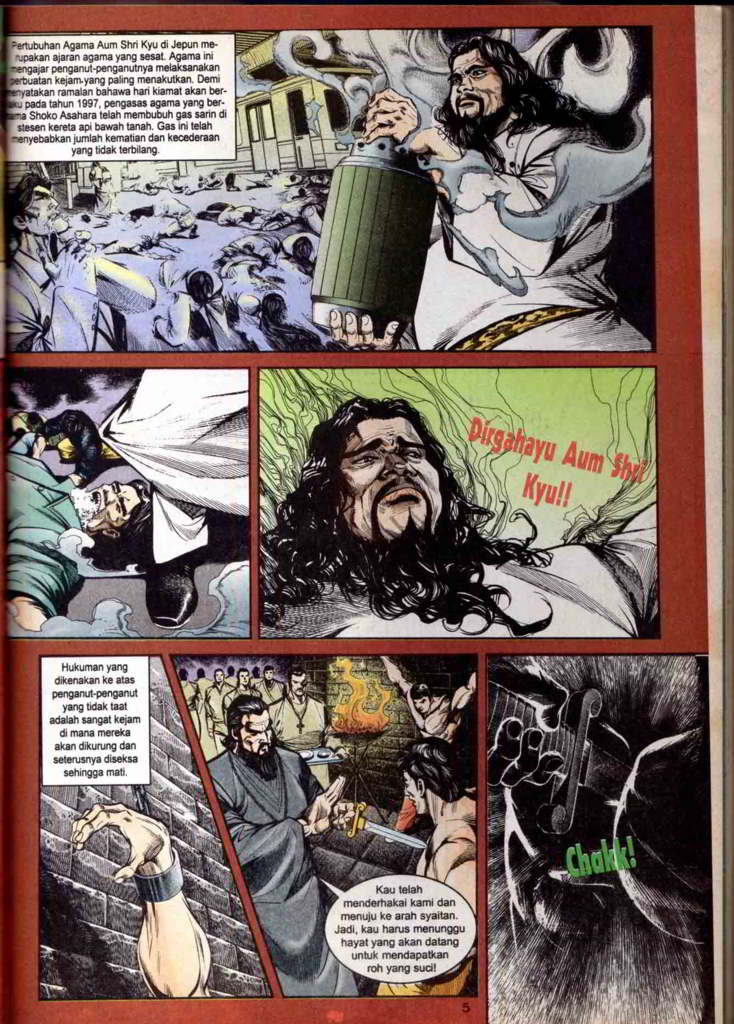 Pertubuhan Agama Aum Shri Kyu di Jepun me-
rupakan ajaran agama yang sesat. Agama ini
mengajar penganut-penganutnya melaksanakan
perbuatan kejam yang paling menakutkan. Demi
menyatakan ramalan bahawa hari kiamat akan ber-
laku pada tahun 1997, pengasas agama yang ber-
nama Shoko Asahara telah membubuh gas sarin di
stesen kereta api bawah tanah. Gas ini telah
menyebabkan jumlah kematian dan kecederaan
yang tidak terbilang.
Dirgahayu Aum Shri
Kyu!!
Hukuman yang
dikenakan ke atas
penganut-penganut
yang tidak taat
adalah sangat kejam
di mana mereka
akan dikurung dan
seterusnya diseksa
sehingga mati.
Kau telah
menderhakai kami dan
menuju ke arah syaitan.
Jadi, kau harus menunggu
hayat yang akan datang
untuk mendapatkan
roh yang suci!
Chakk!
5